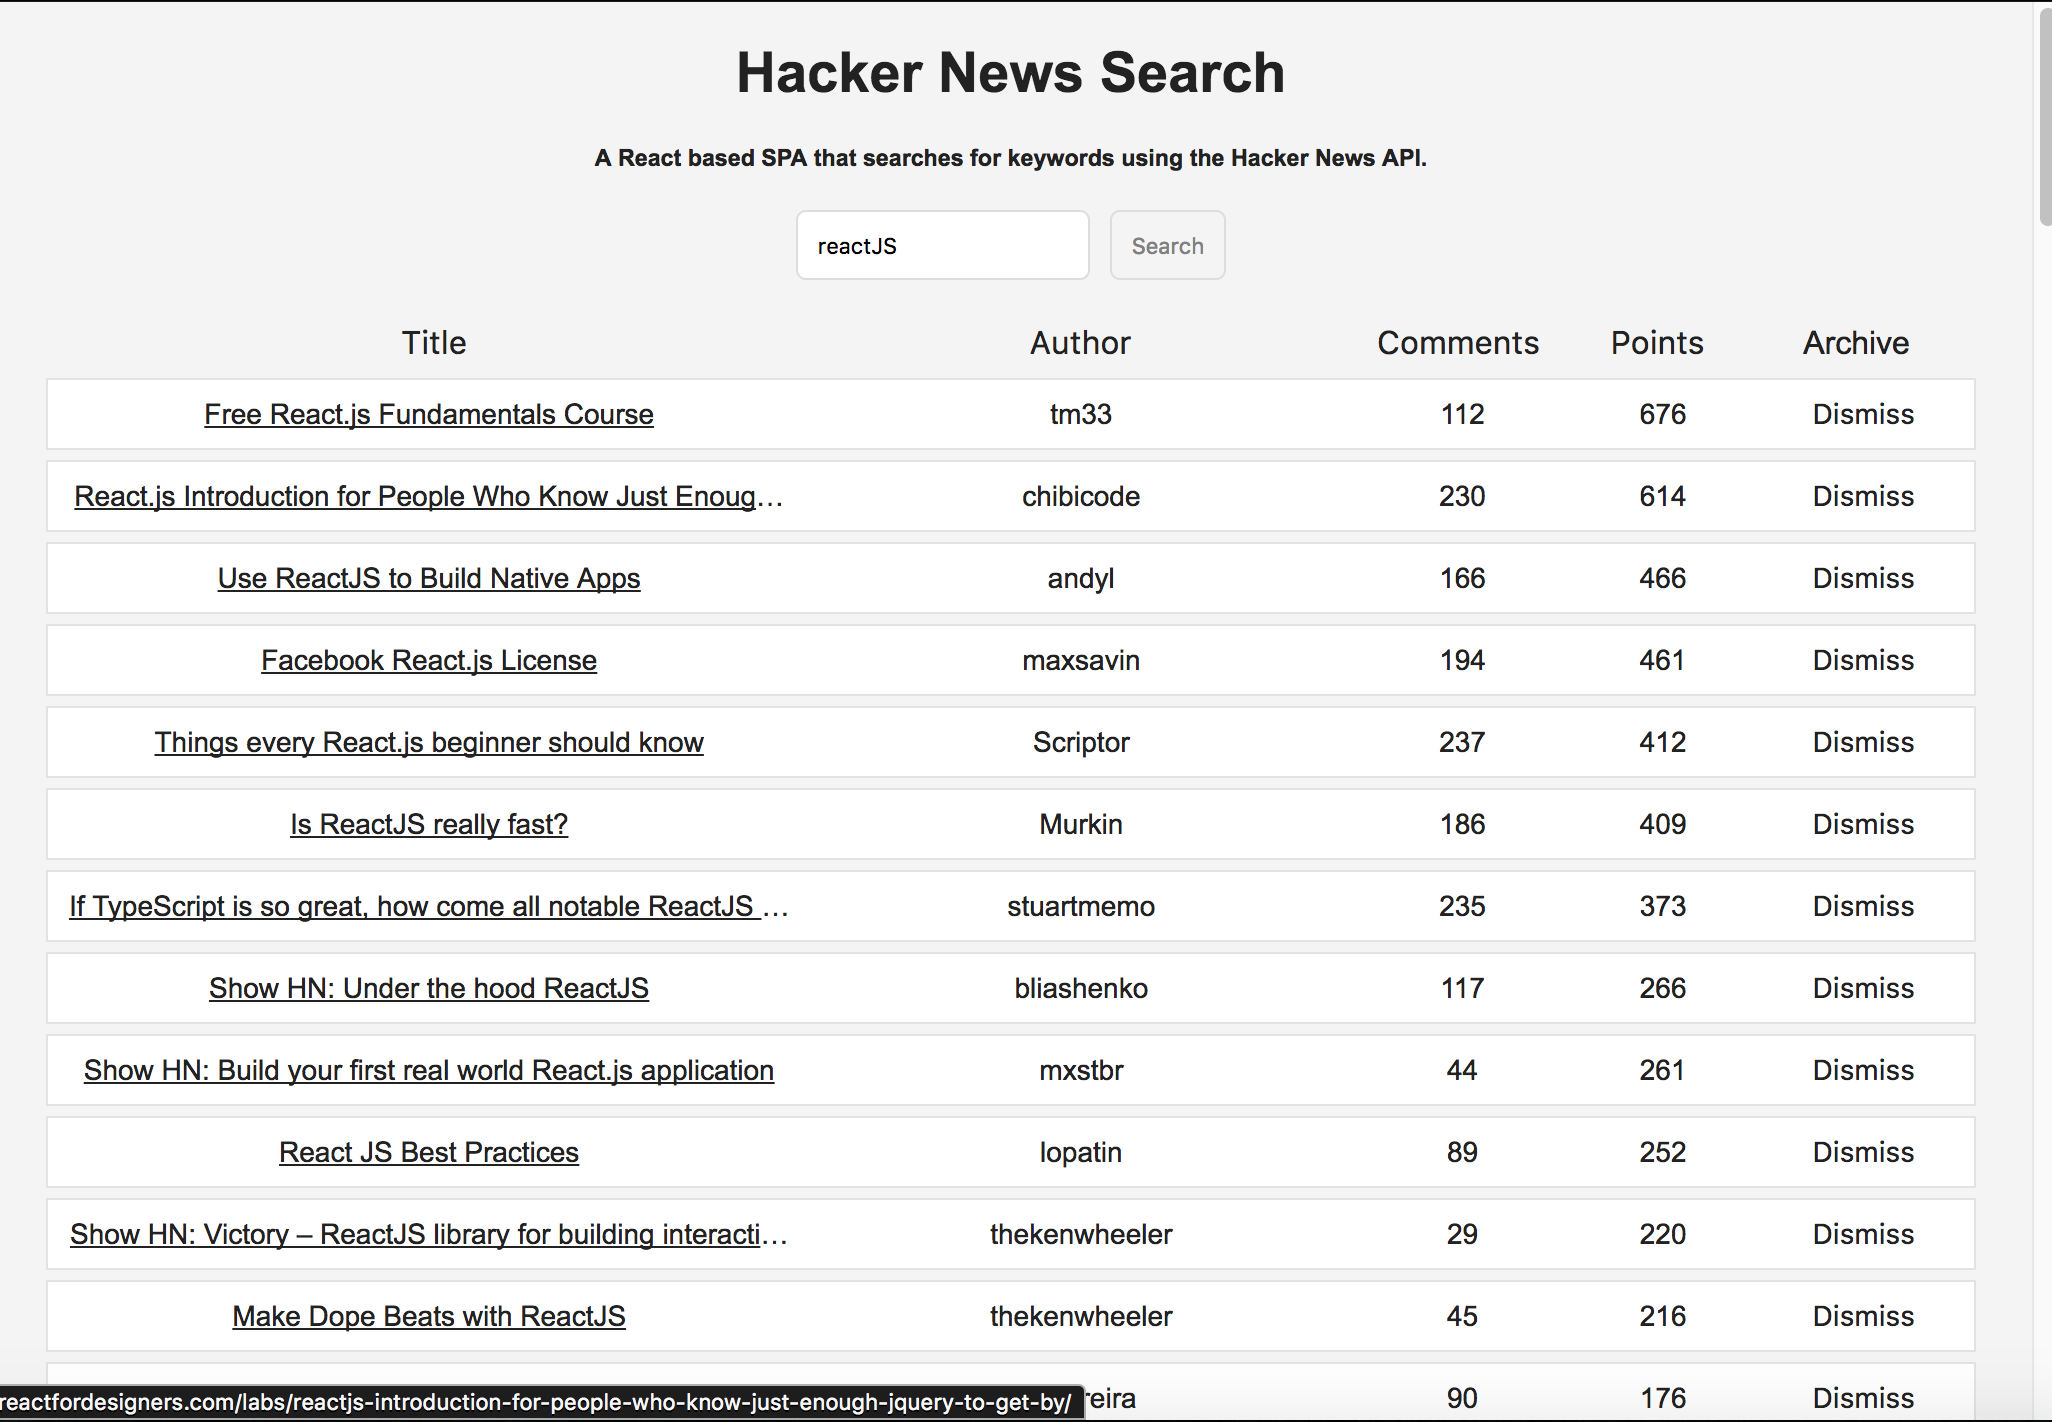 Hacker News Search
A React based SPA that searches for keywords using the Hacker News API.
reactJS Search
Title Author Comments Points Archive
Free React.js Fundamentals Course tm33 112 676 Dismiss
React.js Introduction for People Who Know Just Enoug… chibicode 230 614 Dismiss
Use ReactJS to Build Native Apps andyl 166 466 Dismiss
Facebook React.js License maxsavin 194 461 Dismiss
Things every React.js beginner should know Scriptor 237 412 Dismiss
Is ReactJS really fast? Murkin 186 409 Dismiss
If TypeScript is so great, how come all notable ReactJS … stuartmemo 235 373 Dismiss
Show HN: Under the hood ReactJS bliashenko 117 266 Dismiss
Show HN: Build your first real world React.js application mxstbr 44 261 Dismiss
React JS Best Practices lopatin 89 252 Dismiss
Show HN: Victory – ReactJS library for building interacti… thekenwheeler 29 220 Dismiss
Make Dope Beats with ReactJS thekenwheeler 45 216 Dismiss
reactfordesigners.com/labs/reactjs-introduction-for-people-who-know-just-enough-jquery-to-get-by/ 90 176 Dismiss